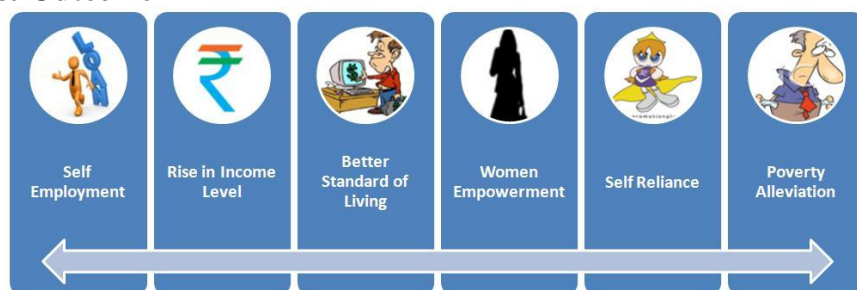 LOAN
Self
Employment
Rise in Income
Level
Better
Standard of
Living
Women
Empowerment
Self Reliance
Poverty
Alleviation